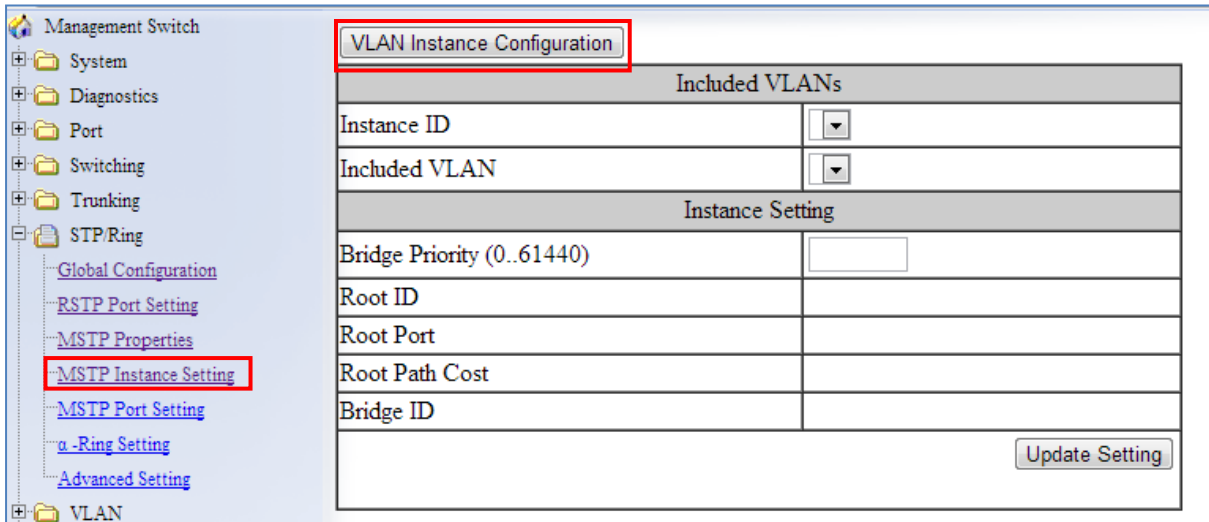 Management Switch
System
Diagnostics
Port
Switching
Trunking
STP/Ring
Global Configuration
RSTP Port Setting
MSTP Properties
MSTP Instance Setting
MSTP Port Setting
α -Ring Setting
Advanced Setting
VLAN
VLAN Instance Configuration
Included VLANs
Instance ID
Included VLAN
Instance Setting
Bridge Priority (0..61440)
Root ID
Root Port
Root Path Cost
Bridge ID
Update Setting